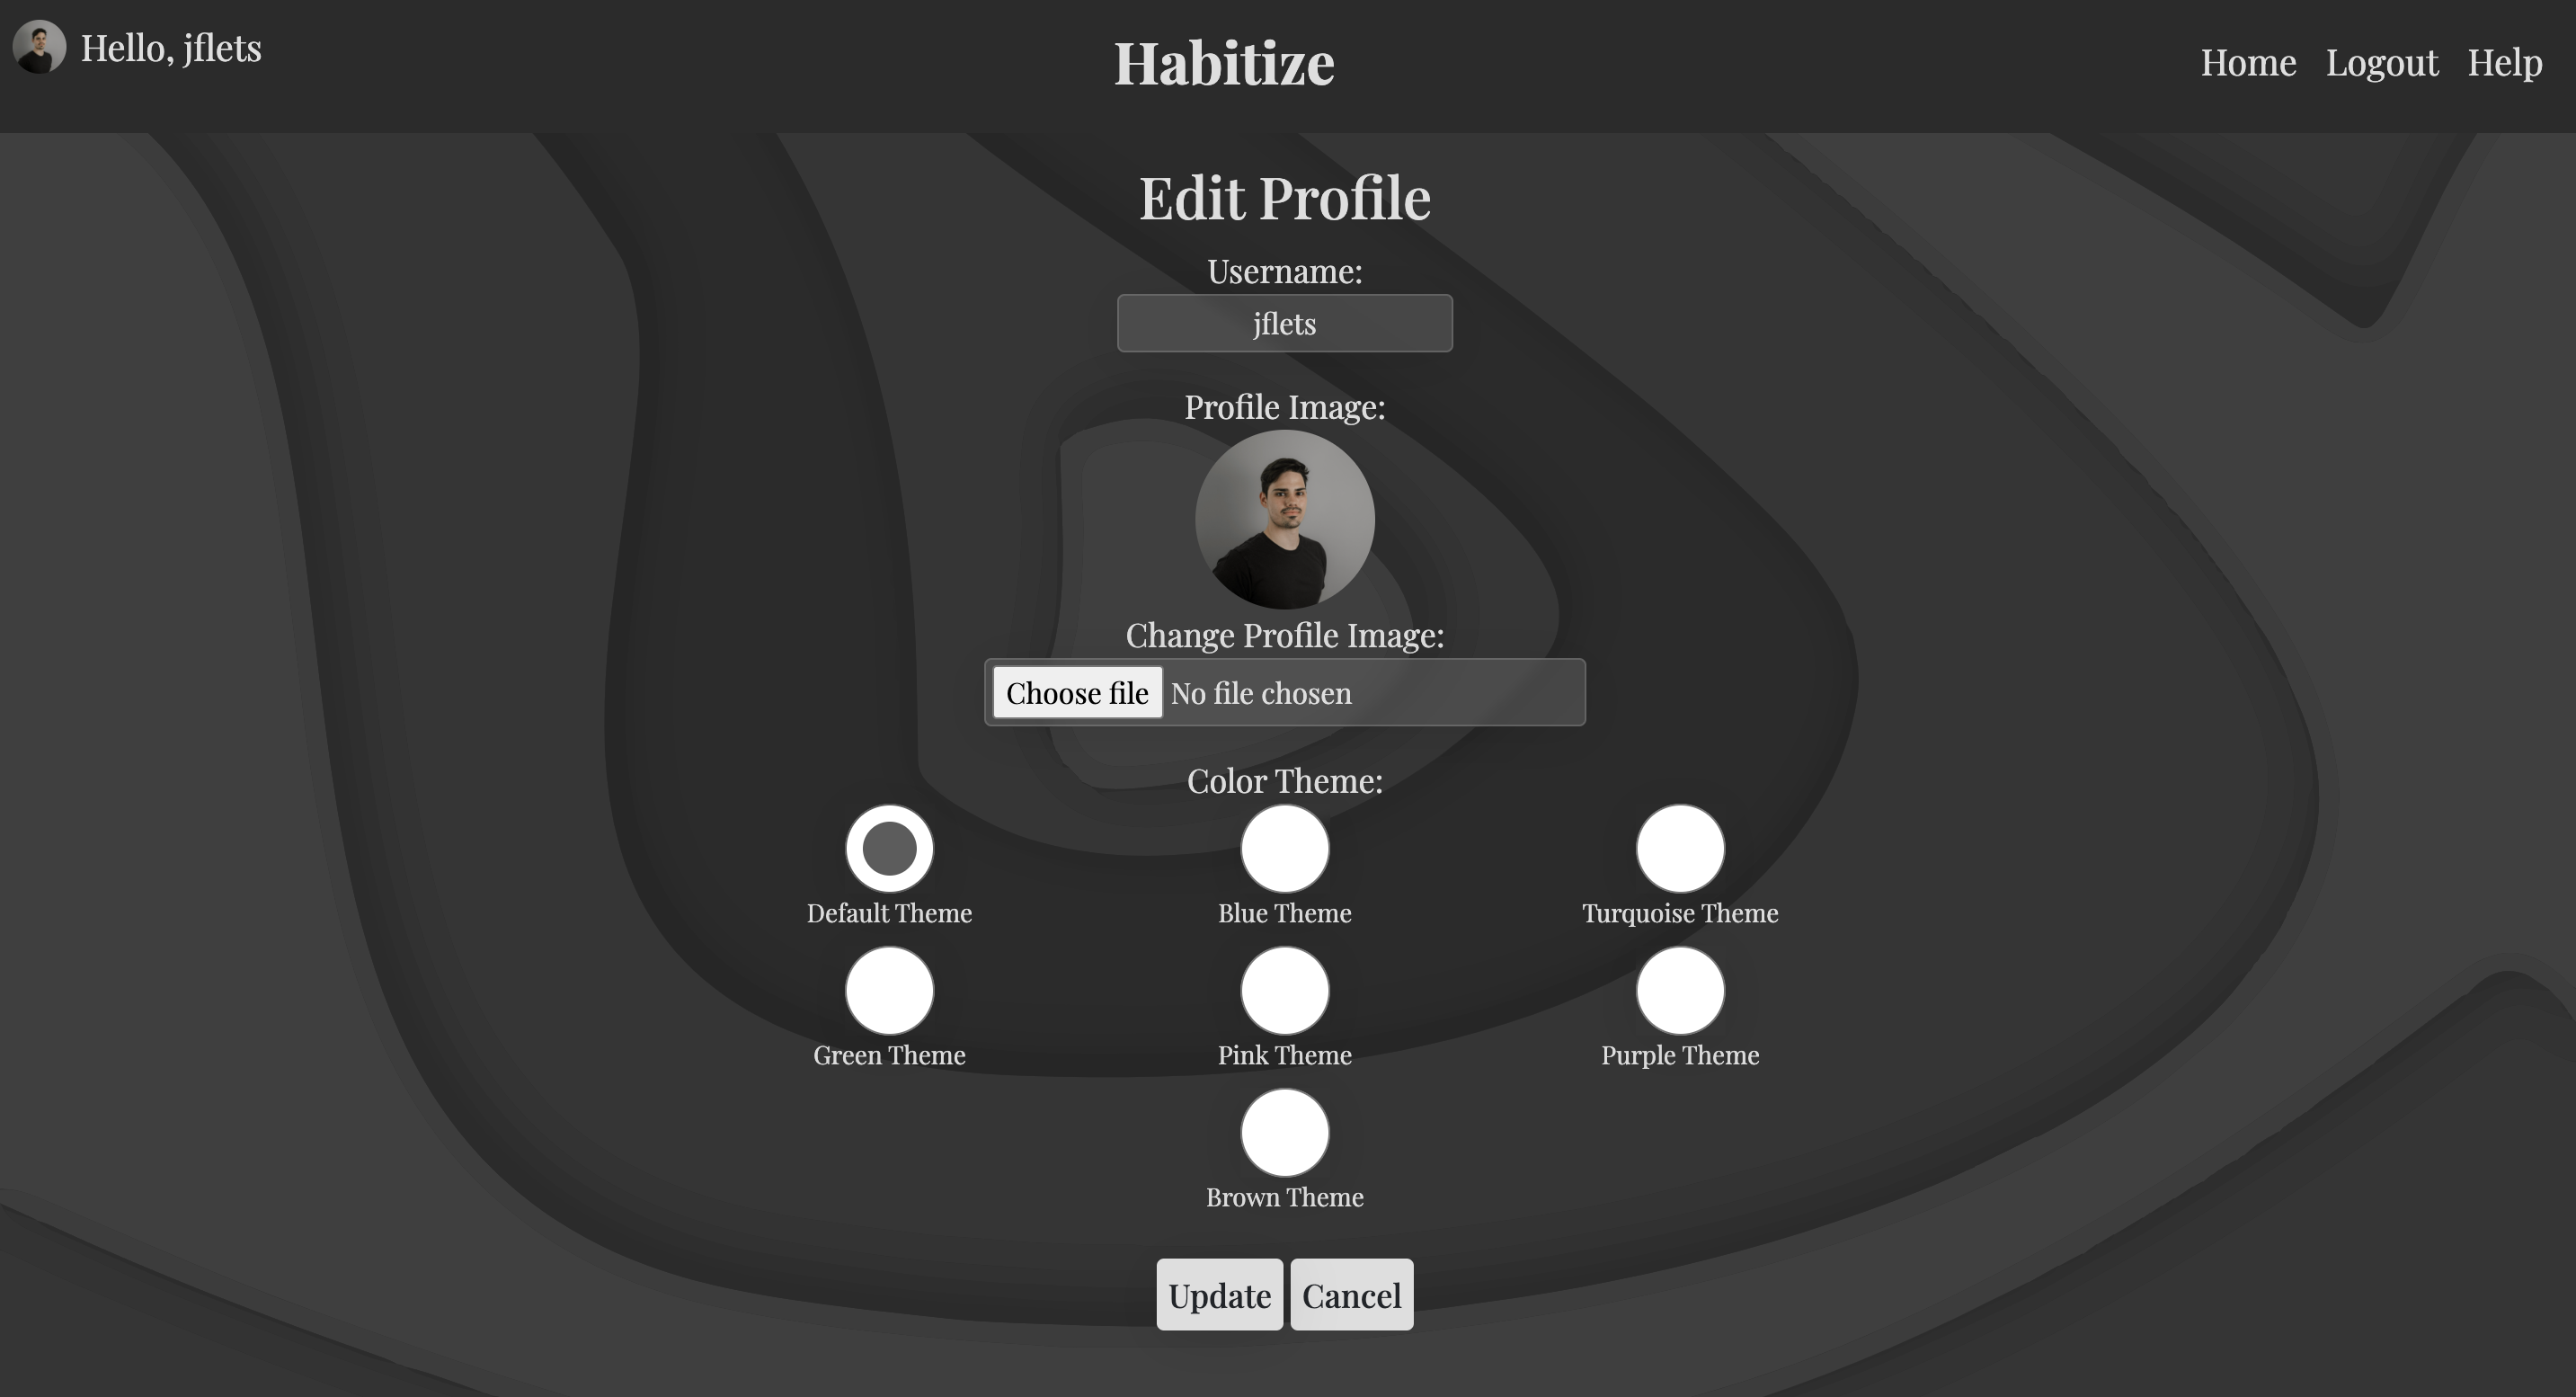 Hello, jflets
Habitize
Home Logout Help
Edit Profile
Username:
jflets
Profile Image:
Change Profile Image:
Choose file No file chosen
Color Theme:
Default Theme Blue Theme Turquoise Theme
Green Theme Pink Theme Purple Theme
Brown Theme
Update Cancel